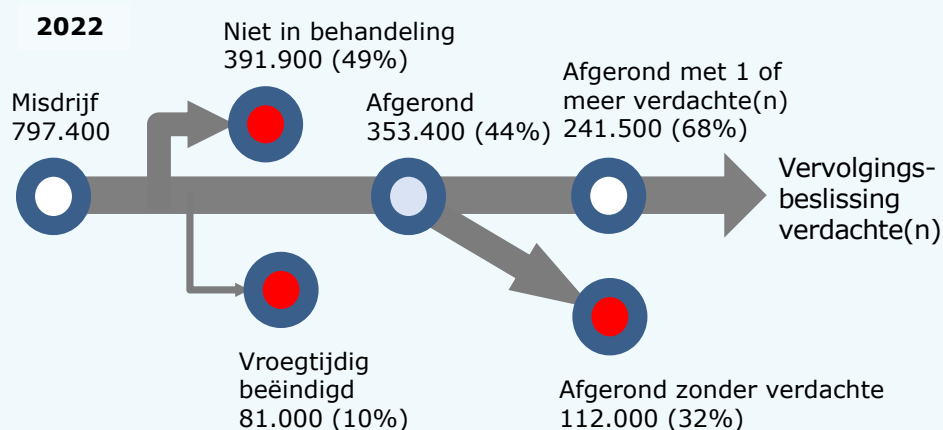 2022
Niet in behandeling
391.900 (49%)
Misdrijf
797.400
Afgerond
353.400 (44%)
Afgerond met 1 of
meer verdachte(n)
241.500 (68%)
Vervolgings-
beslissing
verdachte(n)
Vroegtijdig
beëindigd
81.000 (10%)
Afgerond zonder verdachte
112.000 (32%)